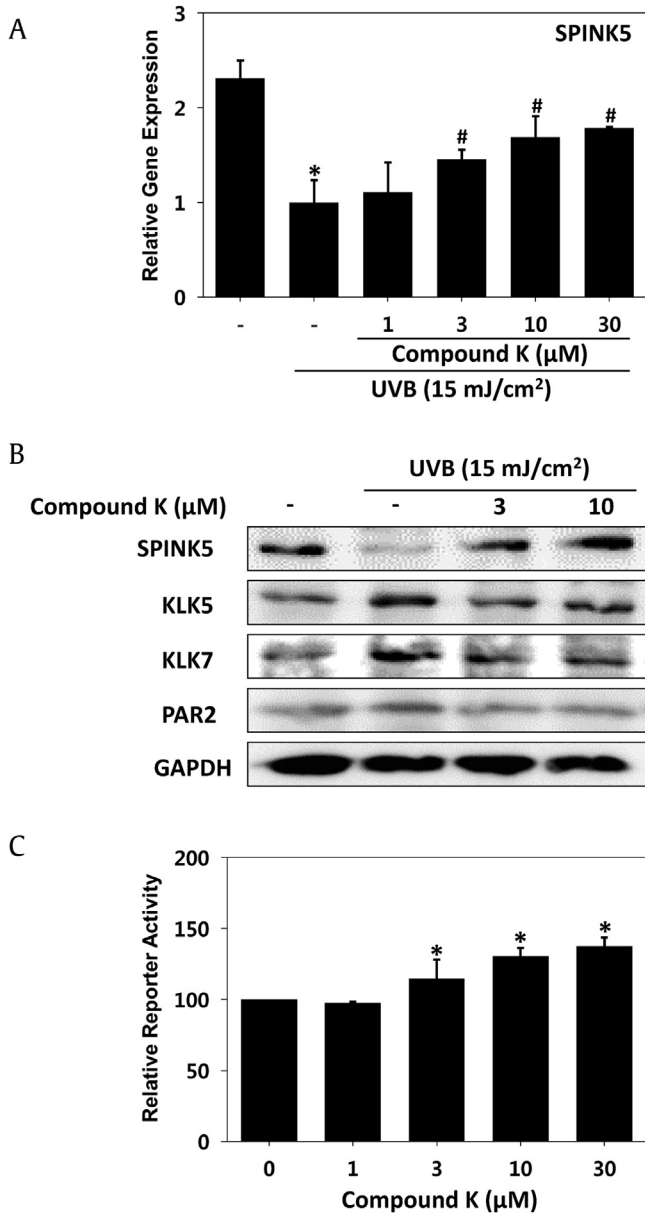 A
3
SPINK5
Relative Gene Expression
2
#
#
#
*
1
0
- - 1 3 10 30
Compound K (μM)
UVB (15 mJ/cm²)
B
UVB (15 mJ/cm²)
Compound K (μM) - - 3 10
SPINK5
KLK5
KLK7
PAR2
GAPDH
C
200
Relative Reporter Activity
150
* * *
100
50
0
0 1 3 10 30
Compound K (μM)